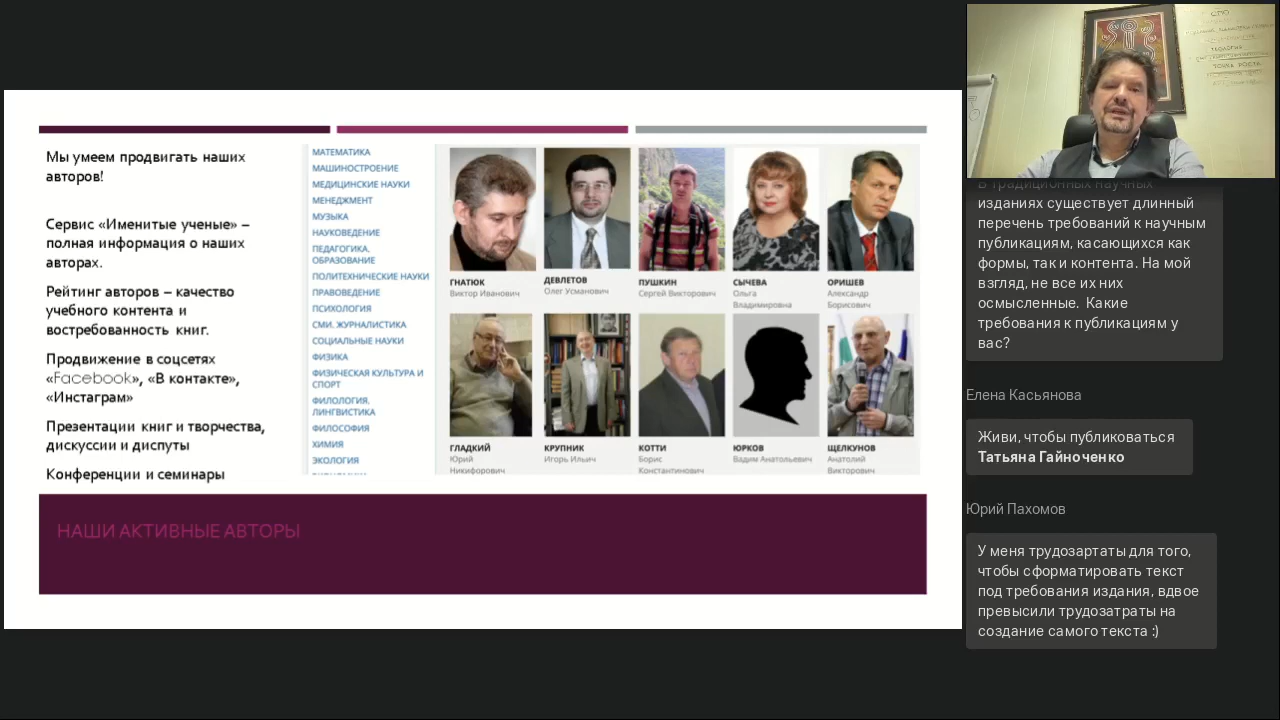 Мы умеем продвигать наших
авторов!
Сервис «Именитые ученые» –
полная информация о наших
авторах.
Рейтинг авторов – качество
учебного контента и
востребованность книг.
Продвижение в соцсетях
«Facebook», «В контакте»,
«Инстаграм»
Презентации книг и творчества,
дискуссии и диспуты
Конференции и семинары
МАТЕМАТИКА
МАШИНОСТРОЕНИЕ
МЕДИЦИНСКИЕ НАУКИ
МЕНЕДЖМЕНТ
МУЗЫКА
НАУКОВЕДЕНИЕ
ПЕДАГОГИКА.
ОБРАЗОВАНИЕ
ПОЛИТЕХНИЧЕСКИЕ НАУКИ
ПРАВОВЕДЕНИЕ
ПСИХОЛОГИЯ
СМИ. ЖУРНАЛИСТИКА
СОЦИАЛЬНЫЕ НАУКИ
ФИЗИКА
ФИЗИЧЕСКАЯ КУЛЬТУРА И
СПОРТ
ФИЛОЛОГИЯ.
ЛИНГВИСТИКА
ФИЛОСОФИЯ
ХИМИЯ
ЭКОЛОГИЯ
ГНАТЮК
Виктор Иванович
ДЕВЛЕТОВ
Олег Усманович
ПУШКИН
Сергей Викторович
СЫЧЕВА
Ольга
Владимировна
ОРИШЕВ
Александр
Борисович
ГЛАДКИЙ
Юрий
Никифорович
КРУПНИК
Игорь Ильич
КОТТИ
Борис
Константинович
ЮРКОВ
Вадим Анатольевич
ЩЕЛКУНОВ
Анатолий
Викторович
НАШИ АКТИВНЫЕ АВТОРЫ
СПО
ТЕОЛОГИЯ
ТОЧКА РОСТА
В традиционных научных
изданиях существует длинный
перечень требований к научным
публикациям, касающихся как
формы, так и контента. На мой
взгляд, не все их них
осмысленные. Какие
требования к публикациям у
вас?
Елена Касьянова
Живи, чтобы публиковаться
Татьяна Гайноченко
Юрий Пахомов
У меня трудозартаты для того,
чтобы сформатировать текст
под требования издания, вдвое
превысили трудозатраты на
создание самого текста :)